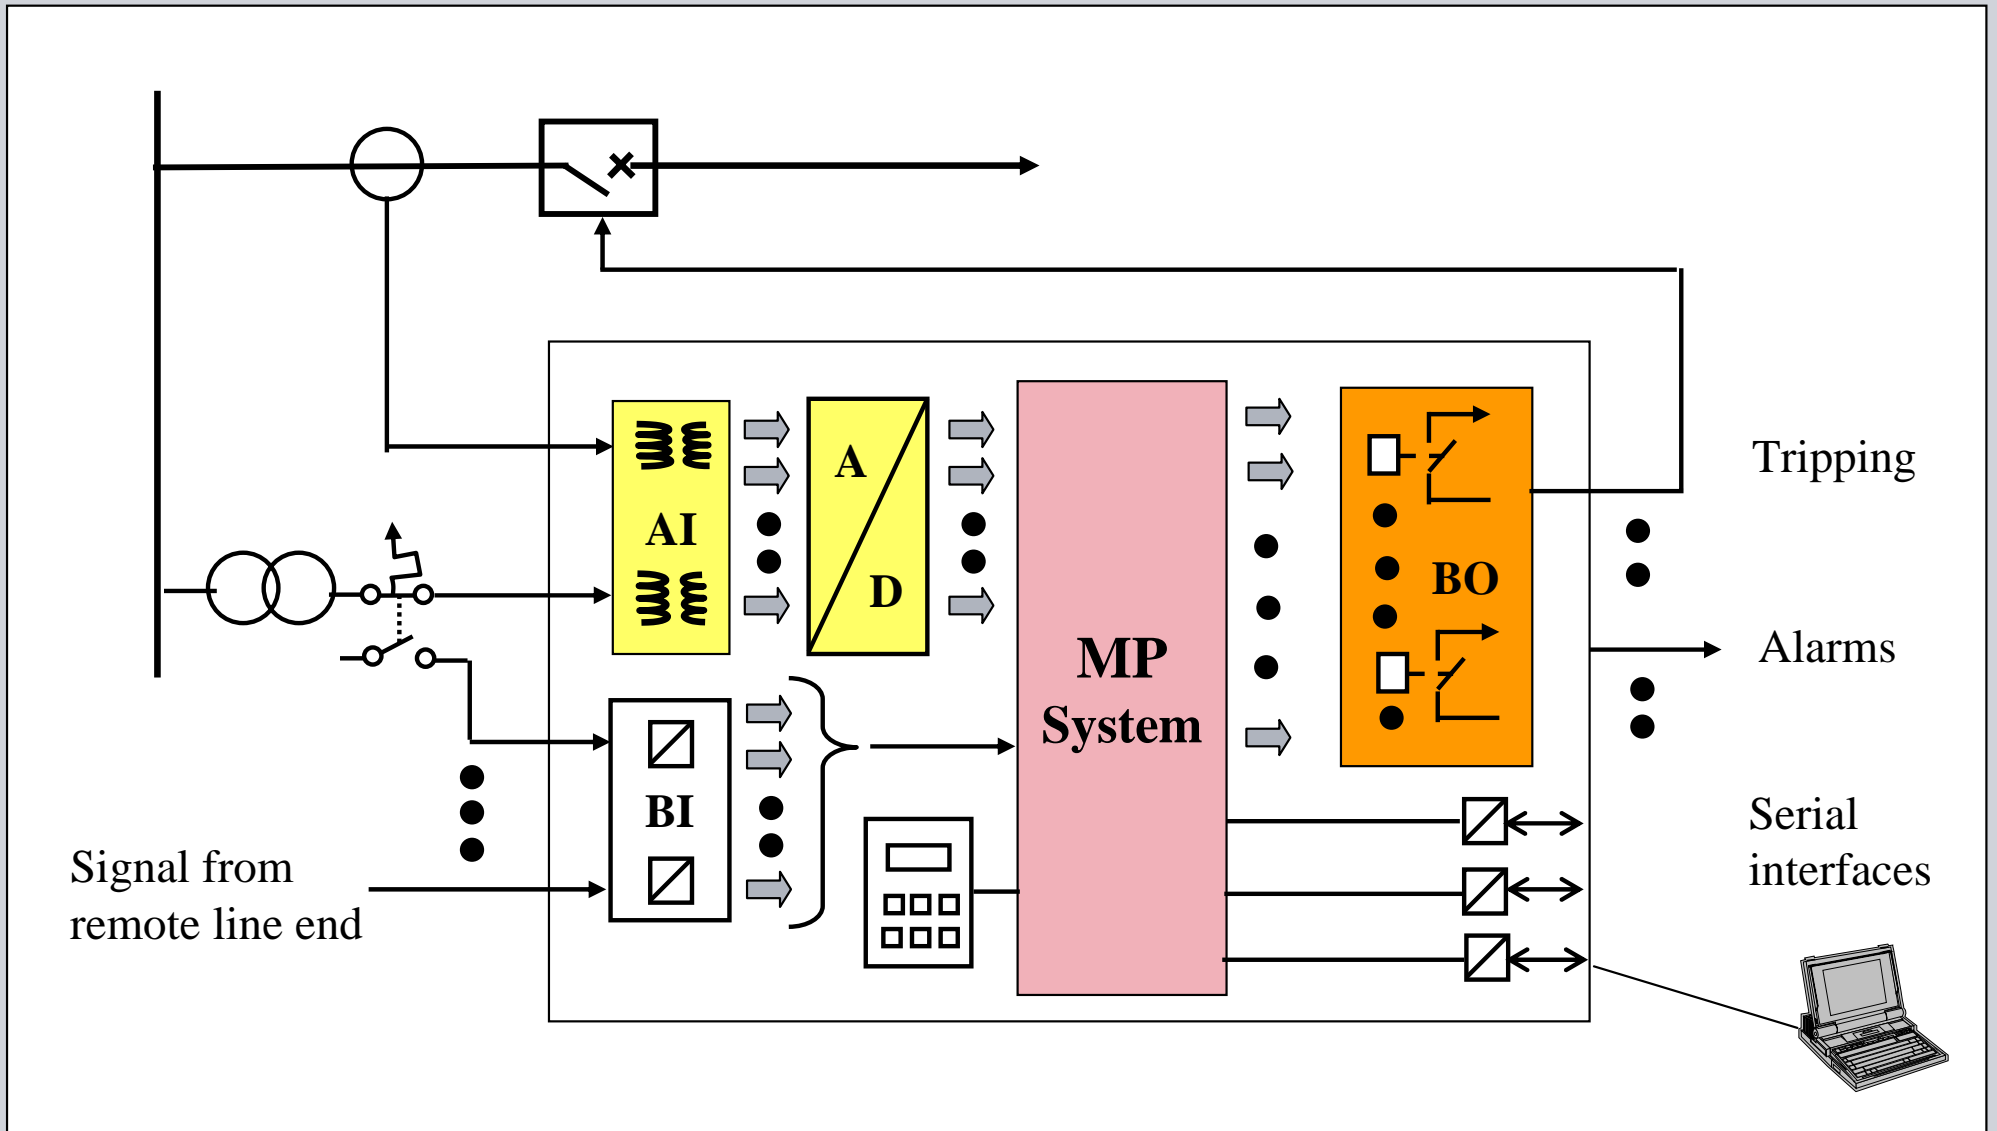 Tripping
A
AI
D
BO
MP
System
Alarms
BI
Serial
interfaces
Signal from
remote line end